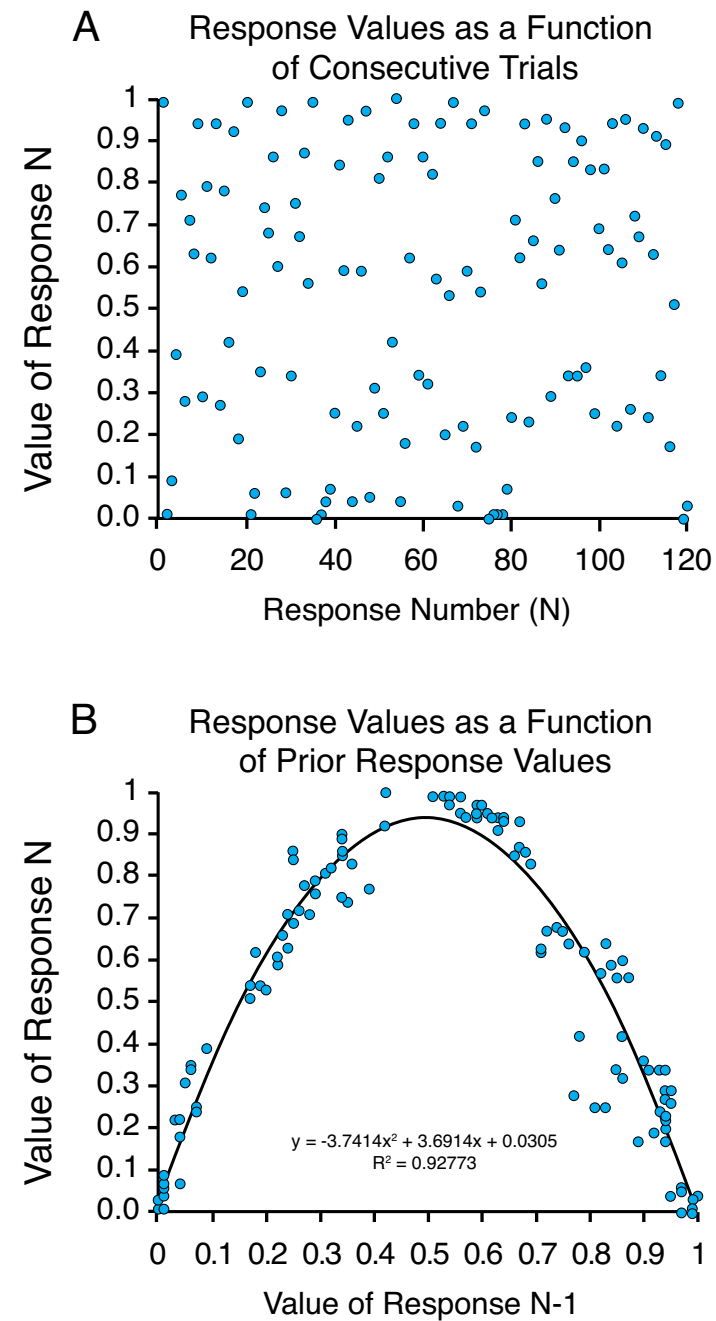 A
Response Values as a Function
of Consecutive Trials
Value of Response N
1
0.9
0.8
0.7
0.6
0.5
0.4
0.3
0.2
0.1
0.0
0 20 40 60 80 100 120
Response Number (N)
B
Response Values as a Function
of Prior Response Values
Value of Response N
1
0.9
0.8
0.7
0.6
0.5
0.4
0.3
0.2
0.1
0.0
y = -3.7414x² + 3.6914x + 0.0305
R² = 0.92773
0 0.1 0.2 0.3 0.4 0.5 0.6 0.7 0.8 0.9 1
Value of Response N-1